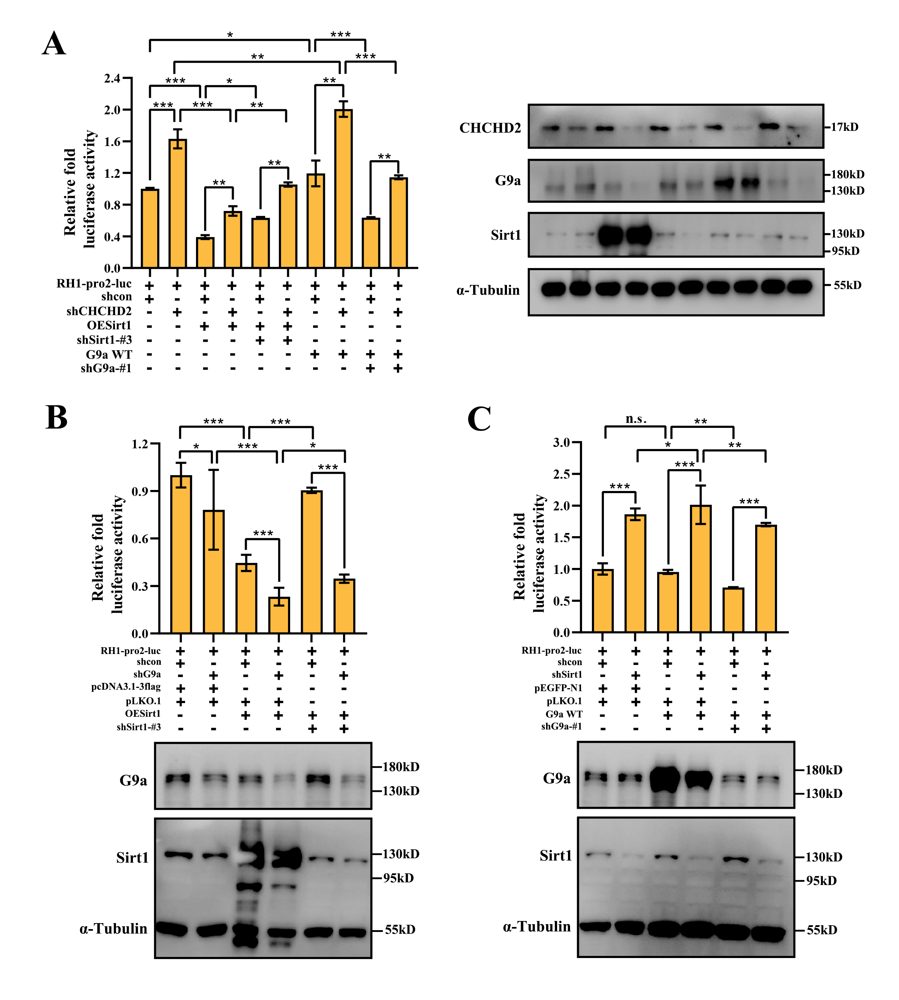 A
*
***
**
***
***
*
**
***
***
**
**
**
**
2.4
2.0
1.6
1.2
0.8
0.4
0.0
Relative fold
luciferase activity
RH1-pro2-luc + + + + + + + + + +
shcon + - + - + - + - + -
shCHCHD2 - + - + - + - + - +
OESirt1 - - + + + + - - - -
shSirt1-#3 - - - - + + - - - -
G9a WT - - - - - - + + + +
shG9a-#1 - - - - - - - - + +
CHCHD2
17kD
G9a
180kD
130kD
Sirt1
130kD
95kD
α-Tubulin
55kD
B
***
***
*
***
*
***
***
1.2
0.9
0.6
0.3
0.0
Relative fold
luciferase activity
RH1-pro2-luc + + + + + +
shcon + - + - + -
shG9a - + - + - +
pcDNA3.1-3flag + + - - - -
pLKO.1 + + + + - -
OESirt1 - - + + + +
shSirt1-#3 - - - - + +
G9a
180kD
130kD
Sirt1
130kD
95kD
α-Tubulin
55kD
C
n.s.
**
*
**
***
***
***
3.0
2.5
2.0
1.5
1.0
0.5
0.0
Relative fold
luciferase activity
RH1-pro2-luc + + + + + +
shcon + - + - + -
shSirt1 - + - + - +
pEGFP-N1 + + - - - -
pLKO.1 + + + + - -
G9a WT - - + + + +
shG9a-#1 - - - - + +
G9a
180kD
130kD
Sirt1
130kD
95kD
α-Tubulin
55kD